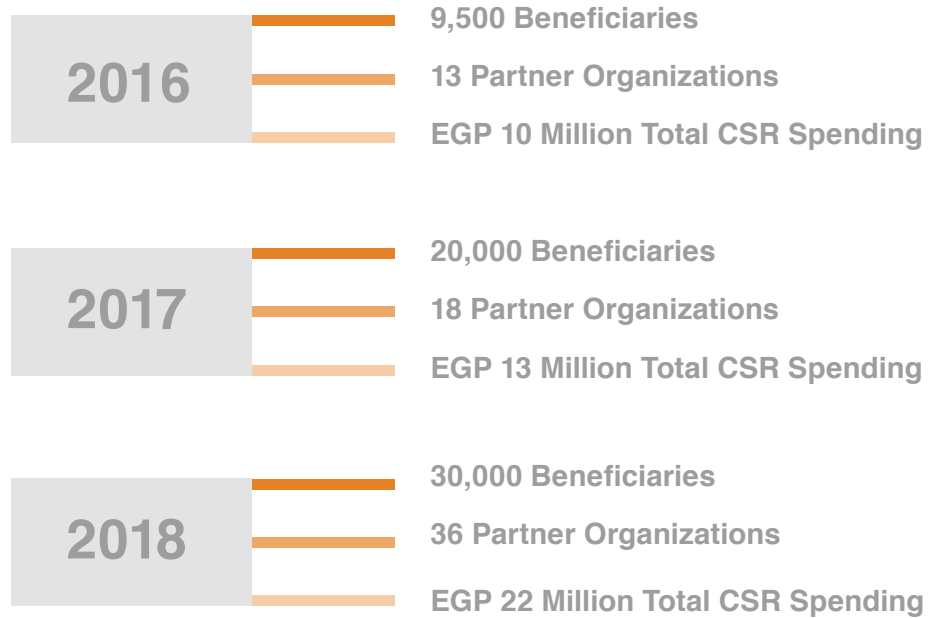 9,500 Beneficiaries
2016
13 Partner Organizations
EGP 10 Million Total CSR Spending
20,000 Beneficiaries
2017
18 Partner Organizations
EGP 13 Million Total CSR Spending
30,000 Beneficiaries
2018
36 Partner Organizations
EGP 22 Million Total CSR Spending